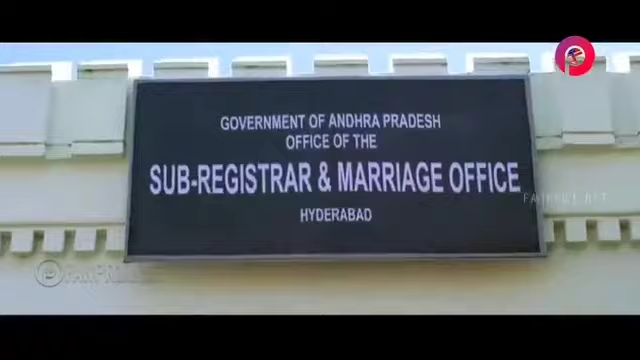 GOVERNMENT OF ANDHRA PRADESH
OFFICE OF THE
SUB-REGISTRAR & MARRIAGE OFFICE
HYDERABAD